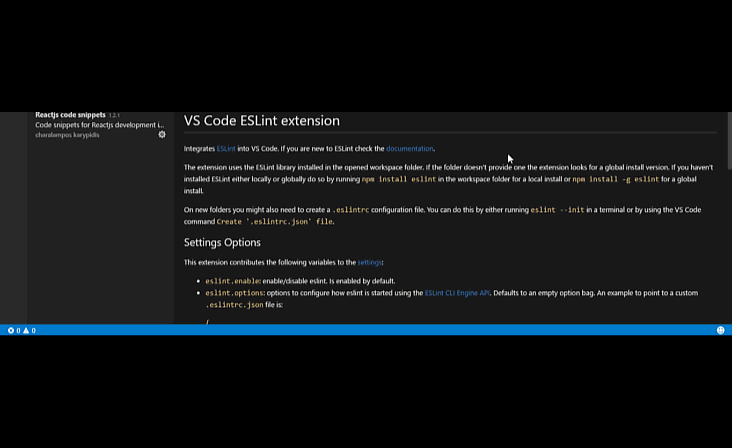 Reactjs code snippets 1.2.1
Code snippets for Reactjs development i...
charalampos karypidis
VS Code ESLint extension
Integrates ESLint into VS Code. If you are new to ESLint check the documentation.
The extension uses the ESLint library installed in the opened workspace folder. If the folder doesn't provide one the extension looks for a global install version. If you haven't
installed ESLint either locally or globally do so by running npm install eslint in the workspace folder for a local install or npm install -g eslint for a global
install.
On new folders you might also need to create a .eslintrc configuration file. You can do this by either running eslint --init in a terminal or by using the VS Code
command Create '.eslintrc.json' file.
Settings Options
This extension contributes the following variables to the settings:
• eslint.enable: enable/disable eslint. Is enabled by default.
• eslint.options: options to configure how eslint is started using the ESLint CLI Engine API. Defaults to an empty option bag. An example to point to a custom
.eslintrc.json file is:
0 0